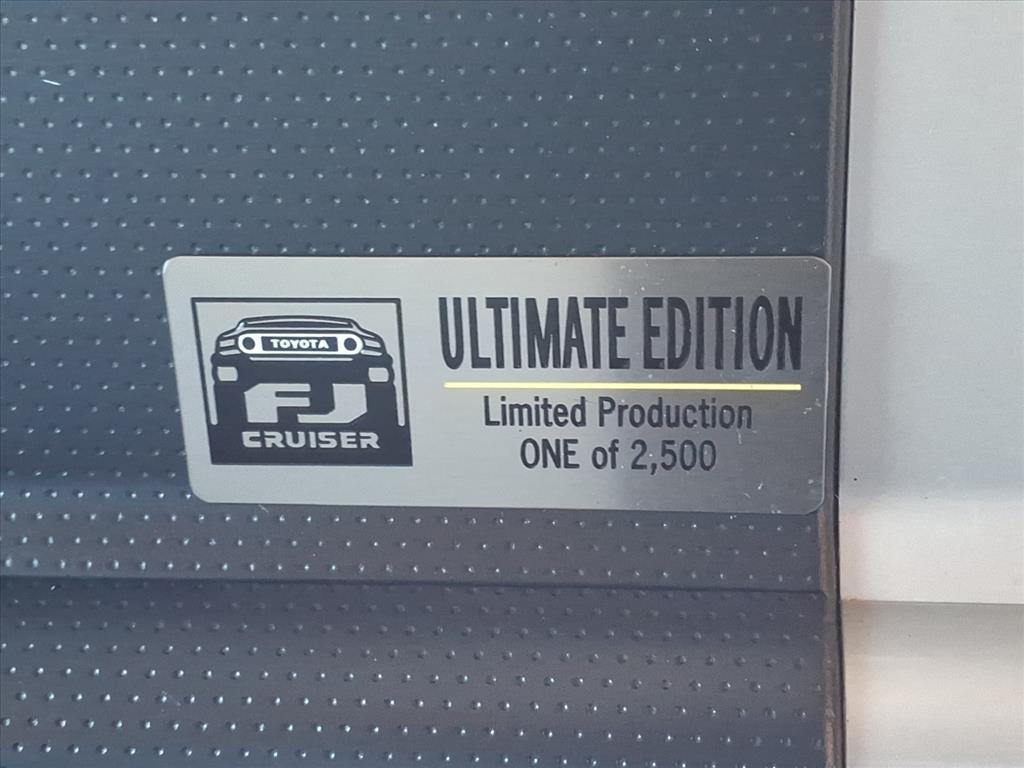 TOYOTA
FJ
CRUISER
ULTIMATE EDITION
Limited Production
ONE of 2,500